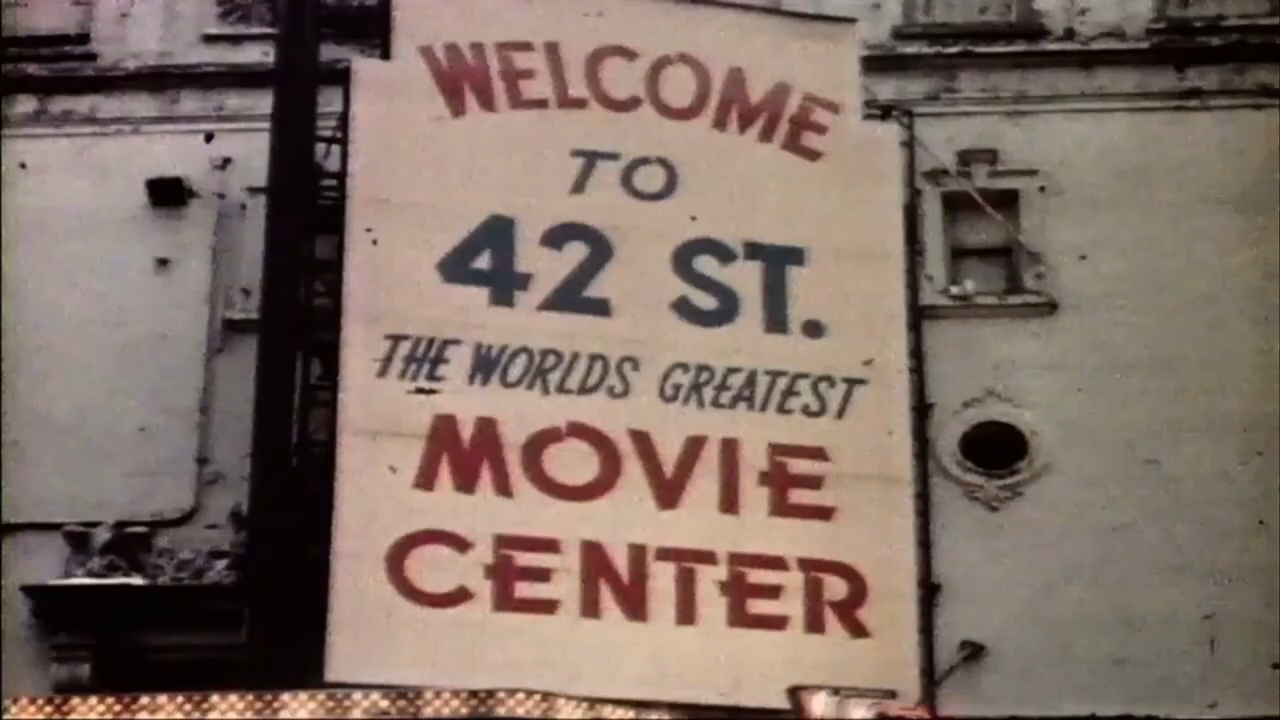 WELCOME
TO
42 ST.
THE WORLDS GREATEST
MOVIE
CENTER